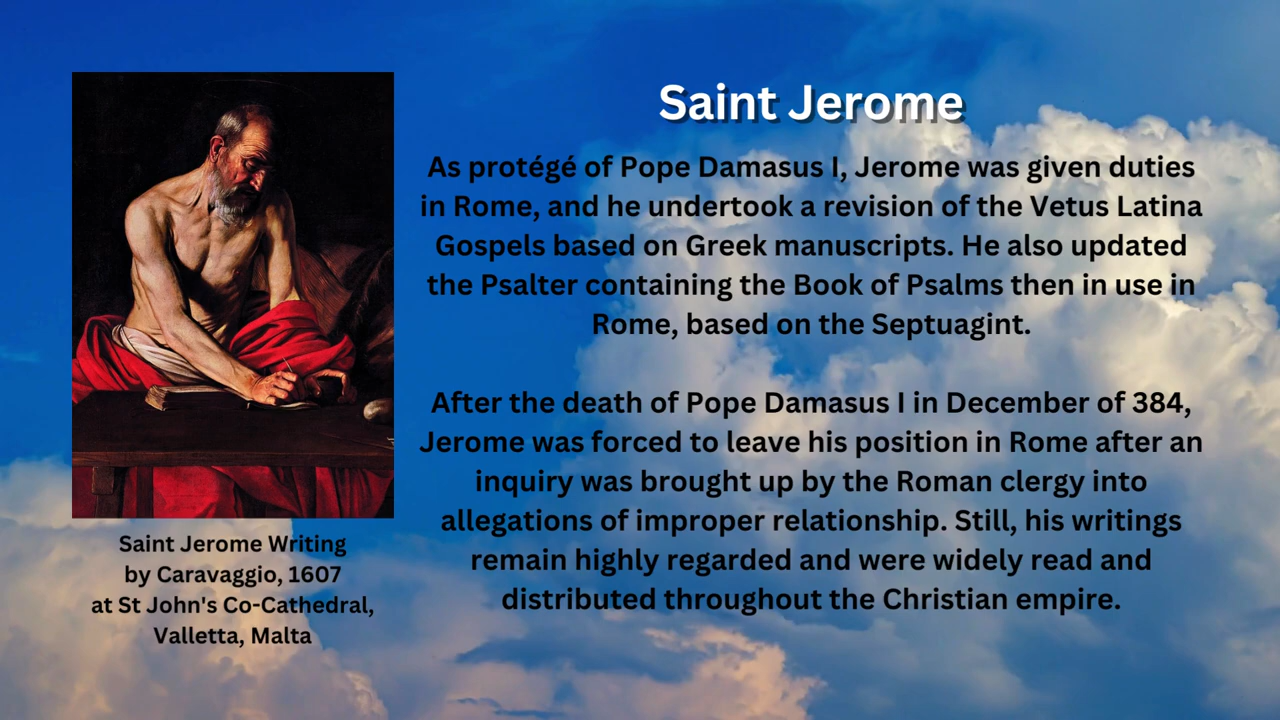 Saint Jerome
As protégé of Pope Damasus I, Jerome was given duties
in Rome, and he undertook a revision of the Vetus Latina
Gospels based on Greek manuscripts. He also updated
the Psalter containing the Book of Psalms then in use in
Rome, based on the Septuagint.
After the death of Pope Damasus I in December of 384,
Jerome was forced to leave his position in Rome after an
inquiry was brought up by the Roman clergy into
allegations of improper relationship. Still, his writings
remain highly regarded and were widely read and
distributed throughout the Christian empire.
Saint Jerome Writing
by Caravaggio, 1607
at St John's Co-Cathedral,
Valletta, Malta